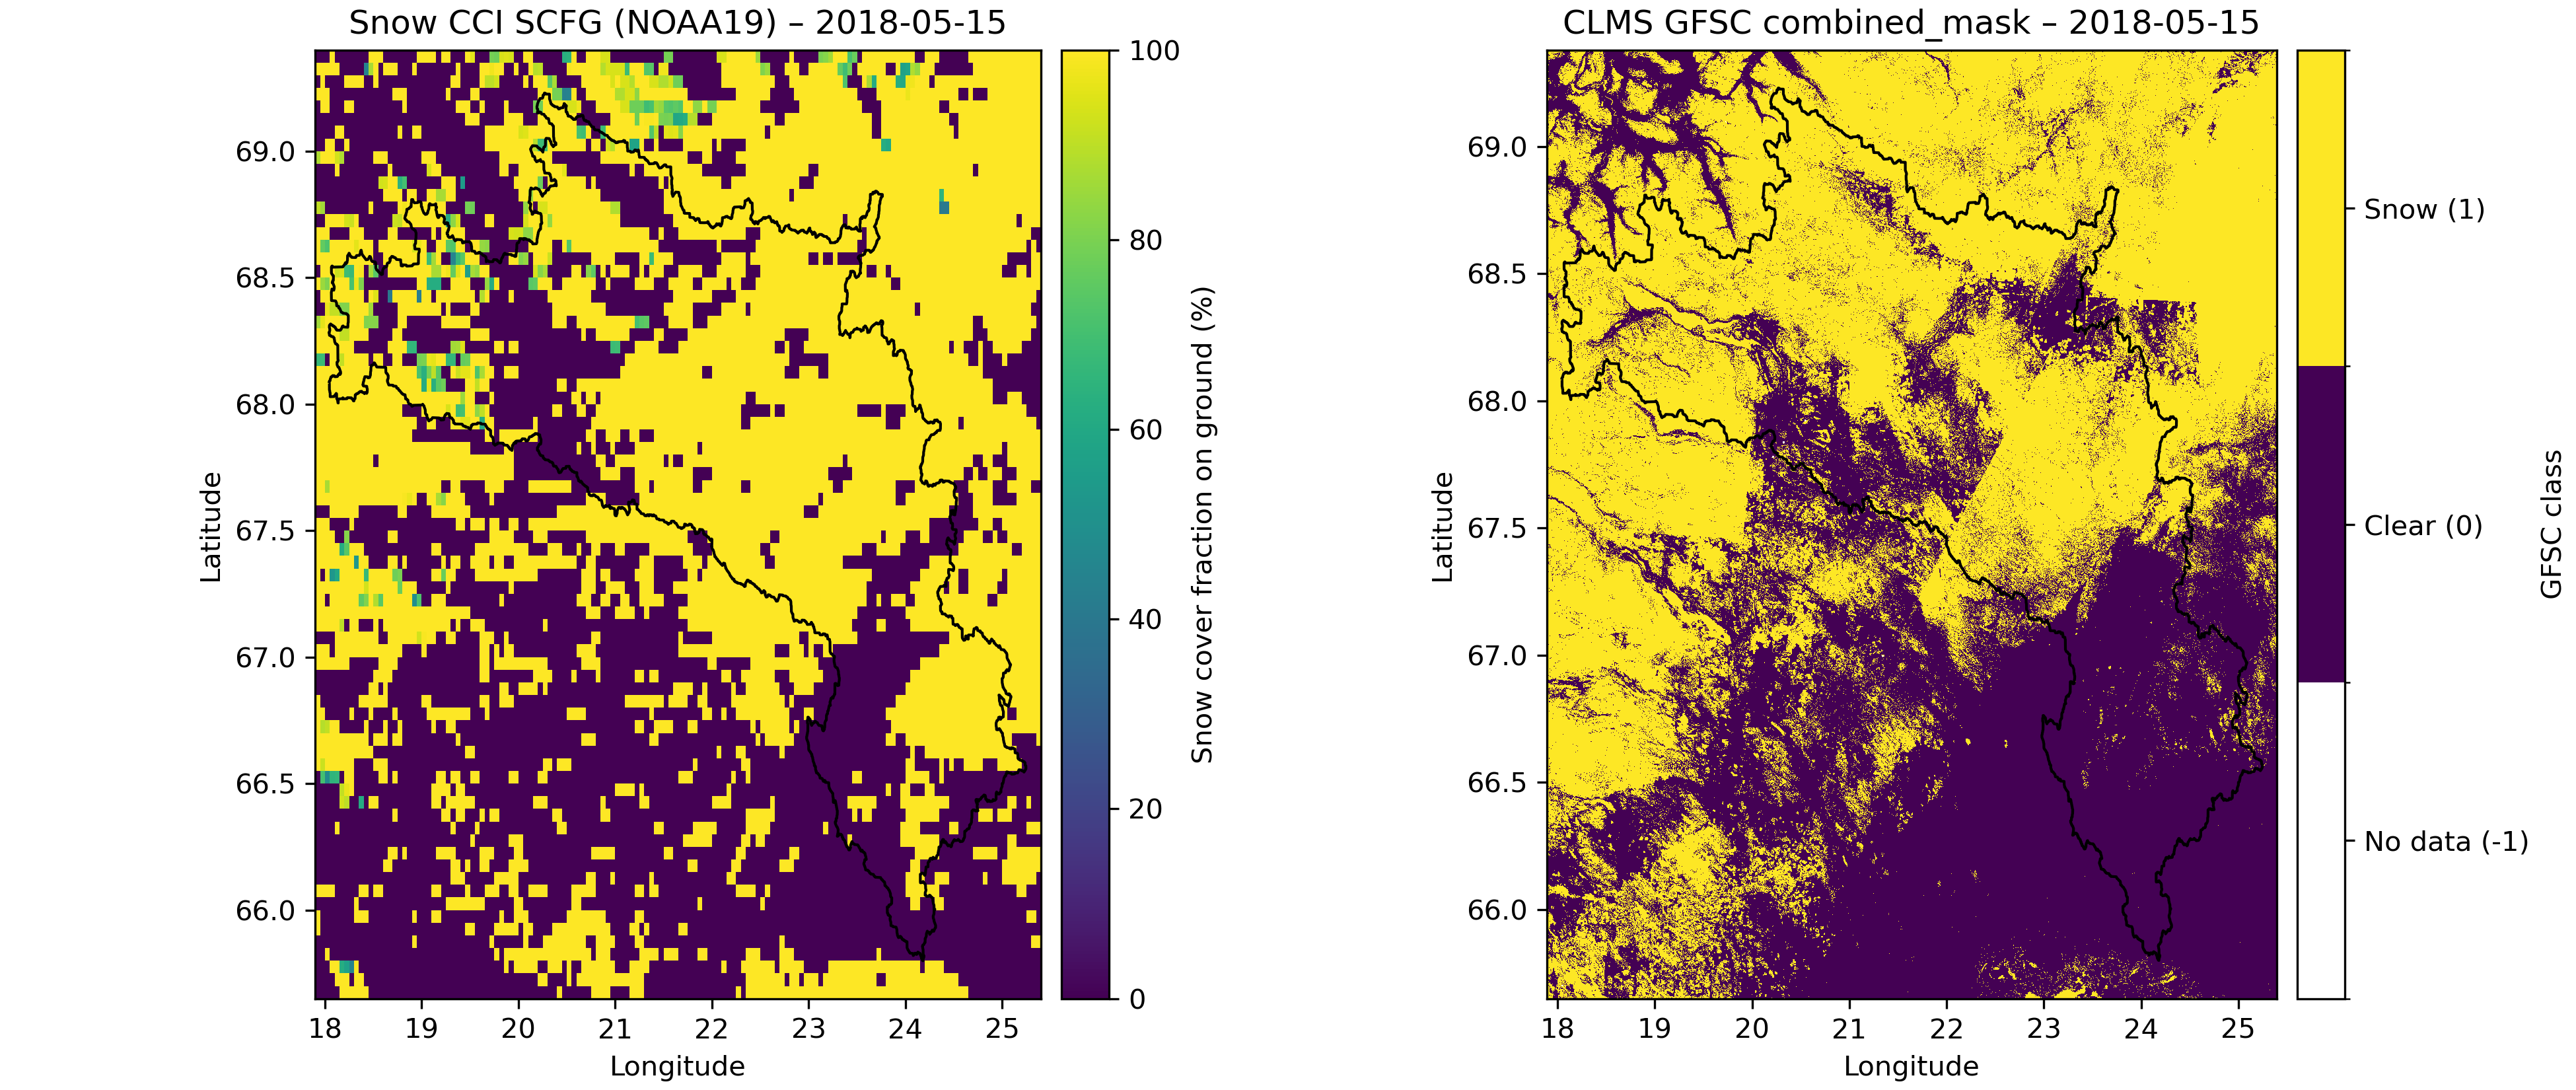 Snow CCI SCFG (NOAA19) – 2018-05-15
69.0
68.5
68.0
67.5
67.0
66.5
66.0
Latitude
18 19 20 21 22 23 24 25
Longitude
100
80
60
40
20
0
Snow cover fraction on ground (%)
CLMS GFSC combined_mask – 2018-05-15
69.0
68.5
68.0
67.5
67.0
66.5
66.0
Latitude
18 19 20 21 22 23 24 25
Longitude
Snow (1)
Clear (0)
No data (-1)
GFSC class